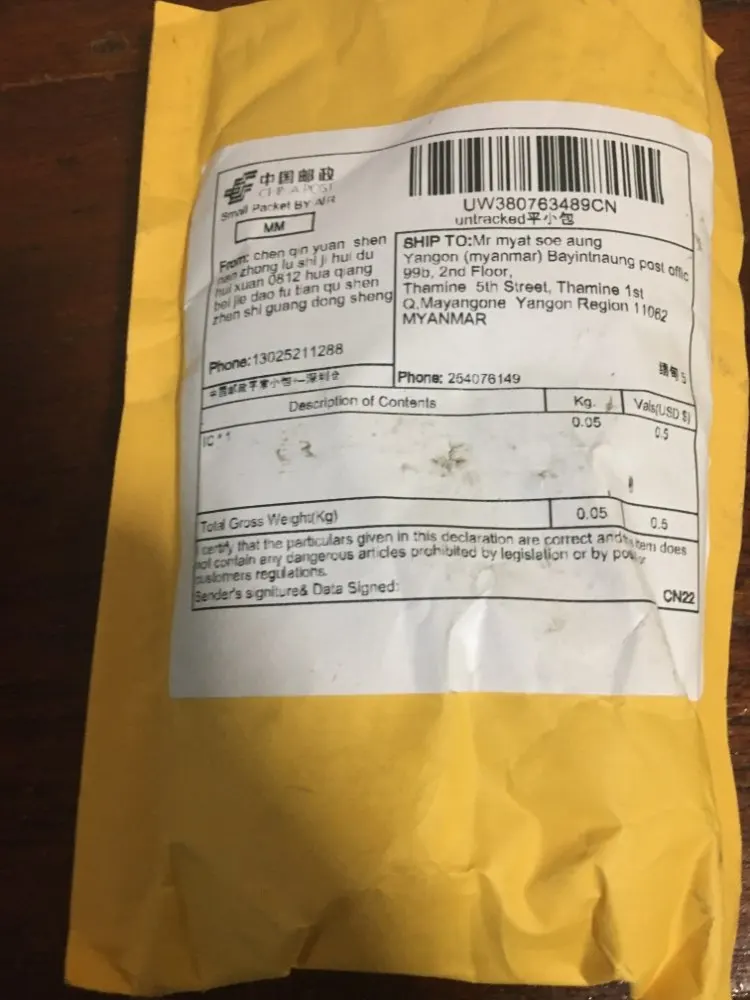 中国邮政
CHINA POST
Small Packet BY AIR
MM
UW380763489CN
untracked平小包
From: chen qin yuan shen
nan zhong lu shi ji hui du
hui xuan 0812 hua qiang
bei jie dao fu tian qu shen
zhen shi guang dong sheng
Phone:13025211288
SHIP TO:Mr myat soe aung
Yangon (myanmar) Bayintnaung post offic
99b, 2nd Floor,
Thamine 5th Street, Thamine 1st
Q,Mayangone Yangon Region 11062
MYANMAR
缅甸 5
Phone: 254076149
Description of Contents
Kg.
Vals(USD $)
IC * 1
0.05
0.5
Total Gross Weight(Kg)
0.05
0.5
certify that the particulars given in this declaration are correct and item does
not contain any dangerous articles prohibited by legislation or by
customers regulations.
Sender's signiture& Data Signed:
CN22